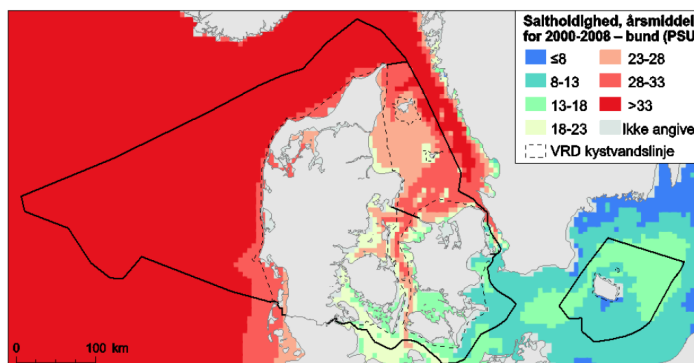 Saltholdighed, årsmiddel
for 2000-2008 – bund (PSU
≤8
8-13
13-18
18-23
23-28
28-33
>33
Ikke angive
VRD kystvandslinje
0 100 km